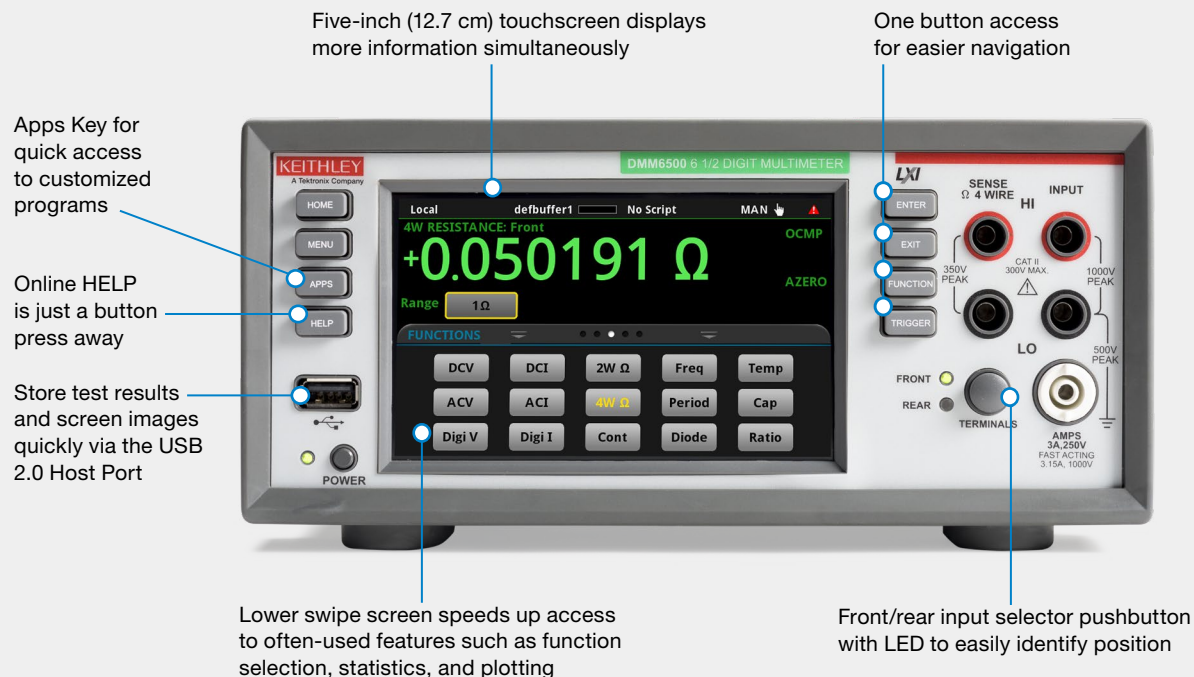 Five-inch (12.7 cm) touchscreen displays
more information simultaneously
One button access
for easier navigation
Apps Key for
quick access
to customized
programs
Online HELP
is just a button
press away
Store test results
and screen images
quickly via the USB
2.0 Host Port
KEITHLEY
A Tektronix Company
DMM6500 6 1/2 DIGIT MULTIMETER
HOME
MENU
APPS
HELP
POWER
Local defbuffer1 No Script MAN
4W RESISTANCE: Front
OCMP
+0.050191 Ω
AZERO
Range 1Ω
FUNCTIONS
DCV DCI 2W Ω Freq Temp
ACV ACI 4W Ω Period Cap
Digi V Digi I Cont Diode Ratio
LXI
ENTER
EXIT
FUNCTION
TRIGGER
SENSE
Ω 4 WIRE
HI
INPUT
350V
PEAK
CAT II
300V MAX.
1000V
PEAK
LO
500V
PEAK
FRONT
REAR
TERMINALS
AMPS
3A,250V
FAST ACTING
3.15A, 1000V
Lower swipe screen speeds up access
to often-used features such as function
selection, statistics, and plotting
Front/rear input selector pushbutton
with LED to easily identify position